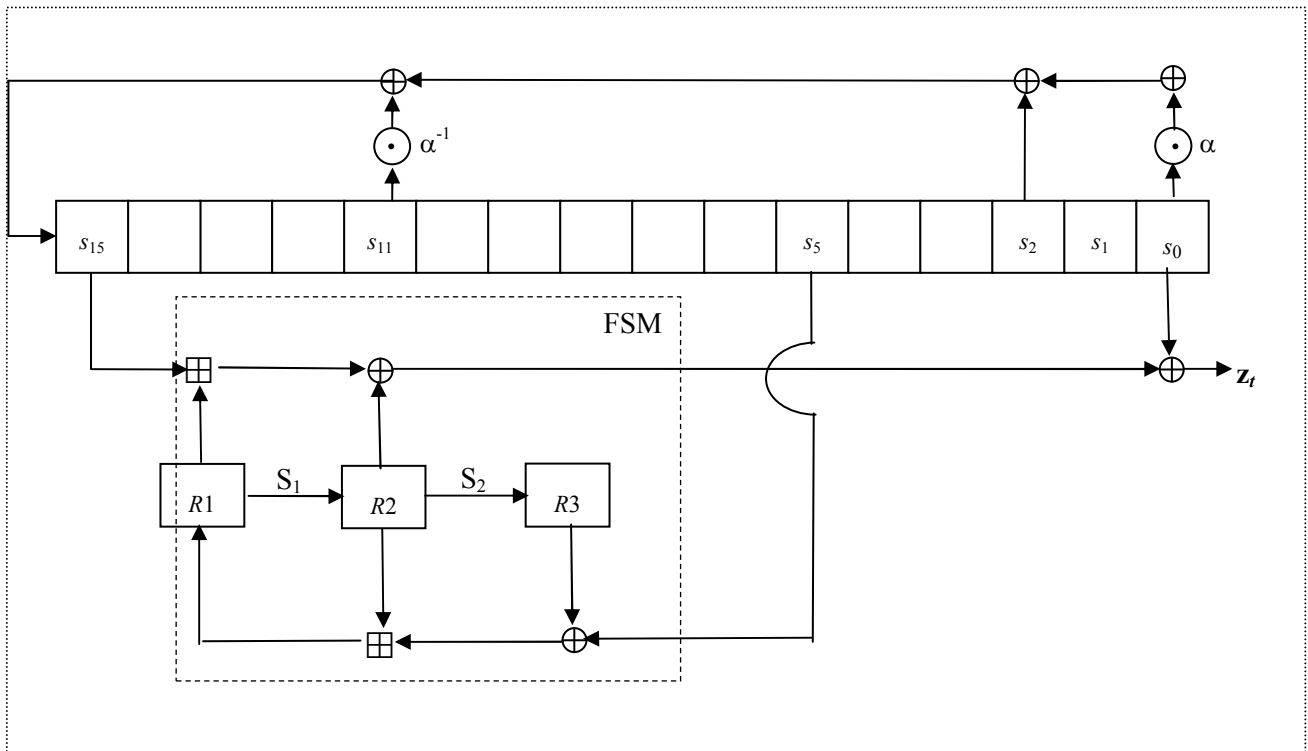 α⁻¹
α
s₁₅ s₁₁ s₅ s₂ s₁ s₀
FSM
zₜ
S₁ S₂
R1 R2 R3